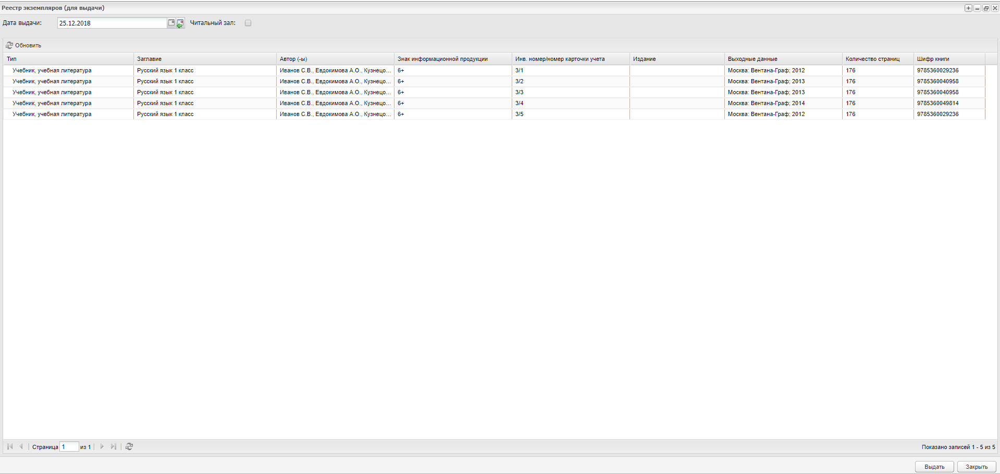 Реестр экземпляров (для выдачи)
Дата выдачи: 25.12.2018 Читальный зал:
Обновить
Тип Заглавие Автор (-ы) Знак информационной продукции Инв. номер/номер карточки учета Издание Выходные данные Количество страниц Шифр книги
Учебник, учебная литература Русский язык 1 класс Иванов С.В., Евдокимова А.О., Кузнецо... 6+ 3/1 Москва: Вентана-Граф; 2012 176 9785360029236
Учебник, учебная литература Русский язык 1 класс Иванов С.В., Евдокимова А.О., Кузнецо... 6+ 3/2 Москва: Вентана-Граф; 2013 176 9785360040958
Учебник, учебная литература Русский язык 1 класс Иванов С.В., Евдокимова А.О., Кузнецо... 6+ 3/3 Москва: Вентана-Граф; 2013 176 9785360040958
Учебник, учебная литература Русский язык 1 класс Иванов С.В., Евдокимова А.О., Кузнецо... 6+ 3/4 Москва: Вентана-Граф; 2014 176 9785360049814
Учебник, учебная литература Русский язык 1 класс Иванов С.В., Евдокимова А.О., Кузнецо... 6+ 3/5 Москва: Вентана-Граф; 2012 176 9785360029236
Страница 1 из 1 Показано записей 1 - 5 из 5
Выдать Закрыть